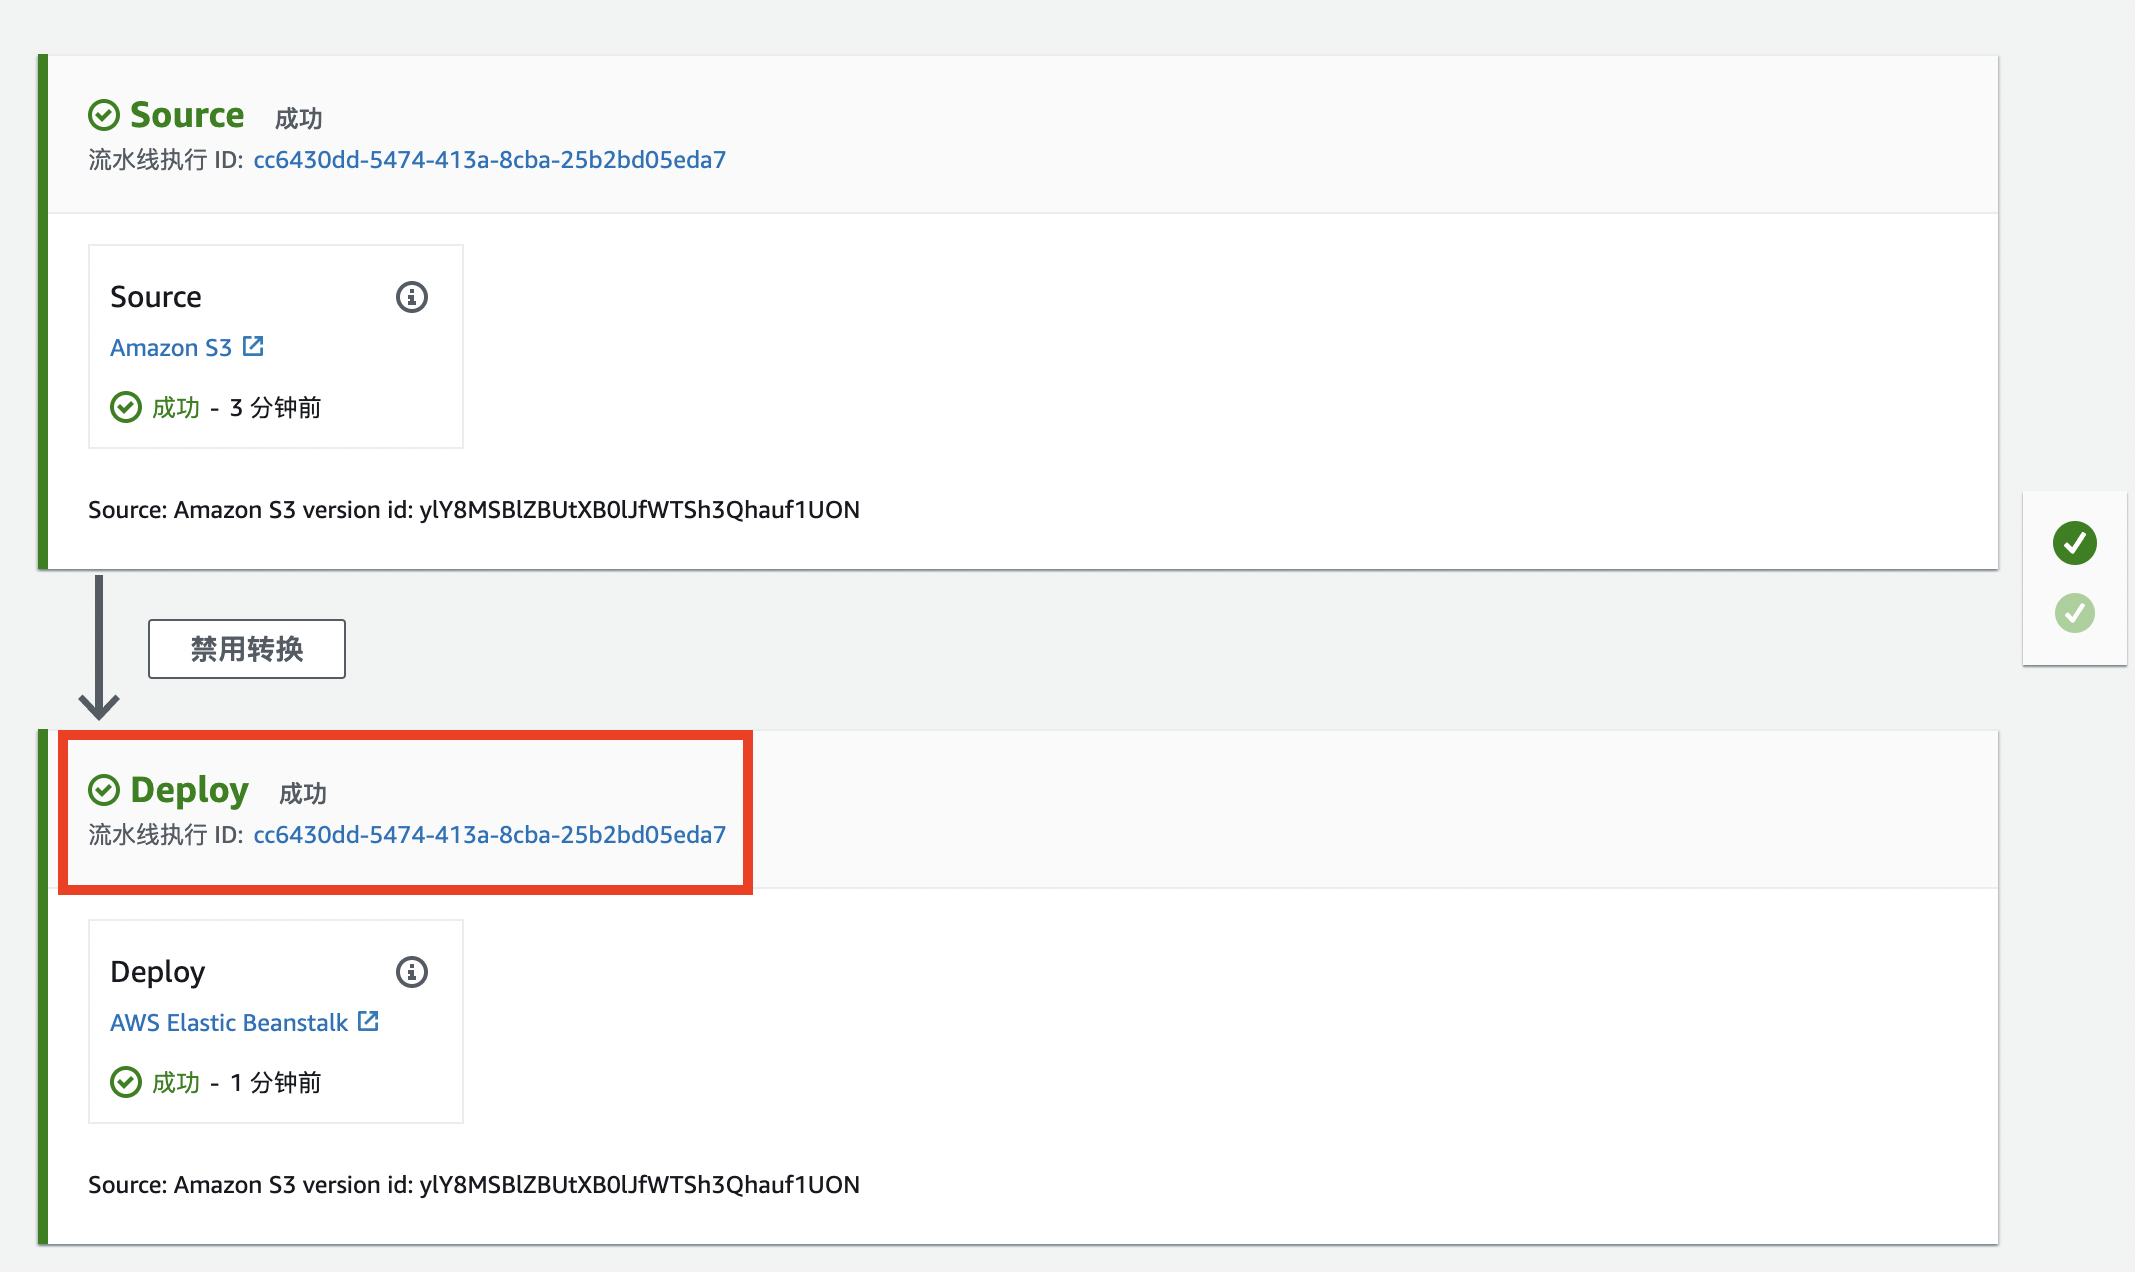 Source 成功
流水线执行 ID: cc6430dd-5474-413a-8cba-25b2bd05eda7
Source
Amazon S3
成功 - 3 分钟前
Source: Amazon S3 version id: ylY8MSBlZBUtXB0lJfWTSh3Qhauf1UON
禁用转换
Deploy 成功
流水线执行 ID: cc6430dd-5474-413a-8cba-25b2bd05eda7
Deploy
AWS Elastic Beanstalk
成功 - 1 分钟前
Source: Amazon S3 version id: ylY8MSBlZBUtXB0lJfWTSh3Qhauf1UON